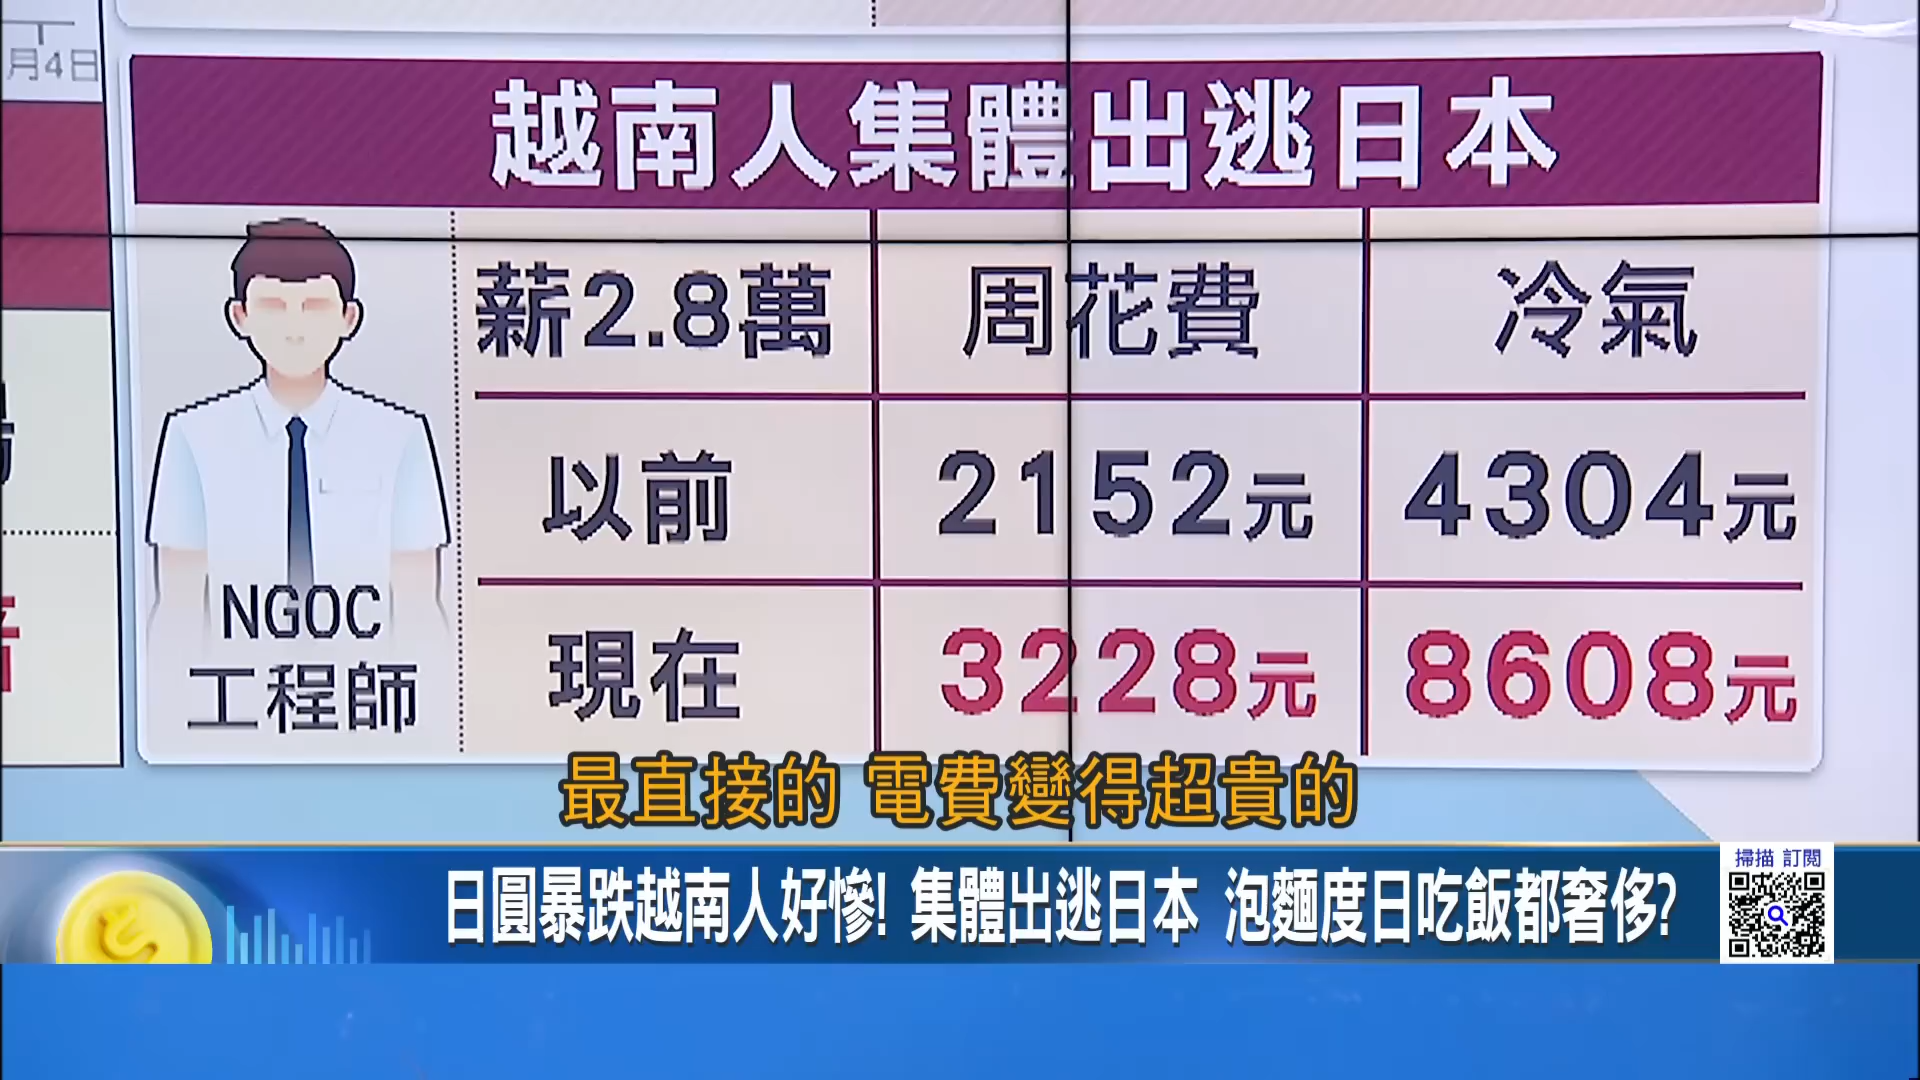 月4日
越南人集體出逃日本
薪2.8萬 周花費 冷氣
以前 2152元 4304元
NGOC
工程師
現在 3228元 8608元
最直接的 電費變得超貴的
日圓暴跌越南人好慘! 集體出逃日本 泡麵度日吃飯都奢侈?
掃描 訂閱